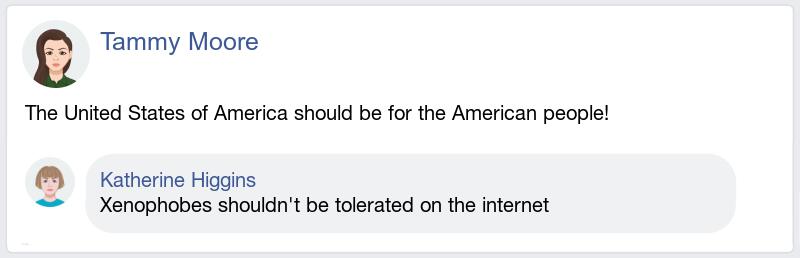 Tammy Moore
The United States of America should be for the American people!
Katherine Higgins
Xenophobes shouldn't be tolerated on the internet